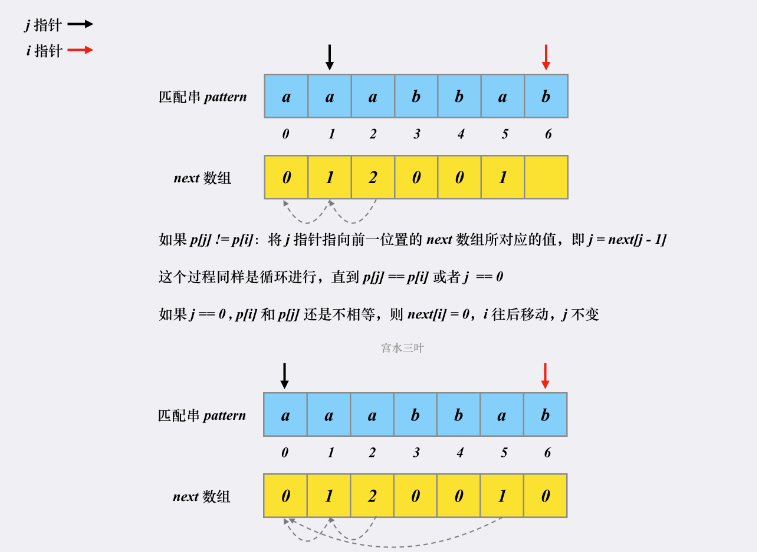 j 指针
i 指针
匹配串 pattern a a a b b a b
0 1 2 3 4 5 6
next 数组 0 1 2 0 0 1
如果 p[j] != p[i]：将 j 指针指向前一位置的 next 数组所对应的值，即 j = next[j - 1]
这个过程同样是循环进行，直到 p[j] == p[i] 或者 j == 0
如果 j == 0 , p[i] 和 p[j] 还是不相等，则 next[i] = 0，i 往后移动，j 不变
宫水三叶
匹配串 pattern a a a b b a b
0 1 2 3 4 5 6
next 数组 0 1 2 0 0 1 0